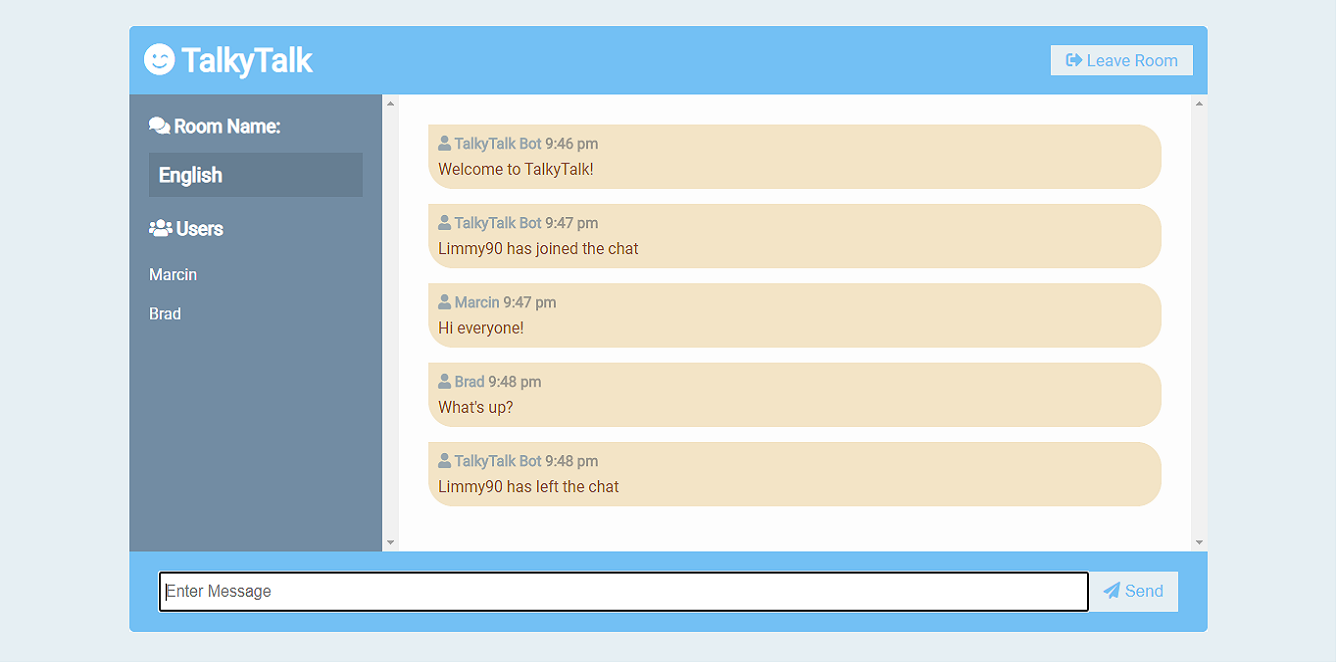 TalkyTalk
Leave Room
Room Name:
English
Users
Marcin
Brad
TalkyTalk Bot 9:46 pm
Welcome to TalkyTalk!
TalkyTalk Bot 9:47 pm
Limmy90 has joined the chat
Marcin 9:47 pm
Hi everyone!
Brad 9:48 pm
What's up?
TalkyTalk Bot 9:48 pm
Limmy90 has left the chat
Enter Message
Send